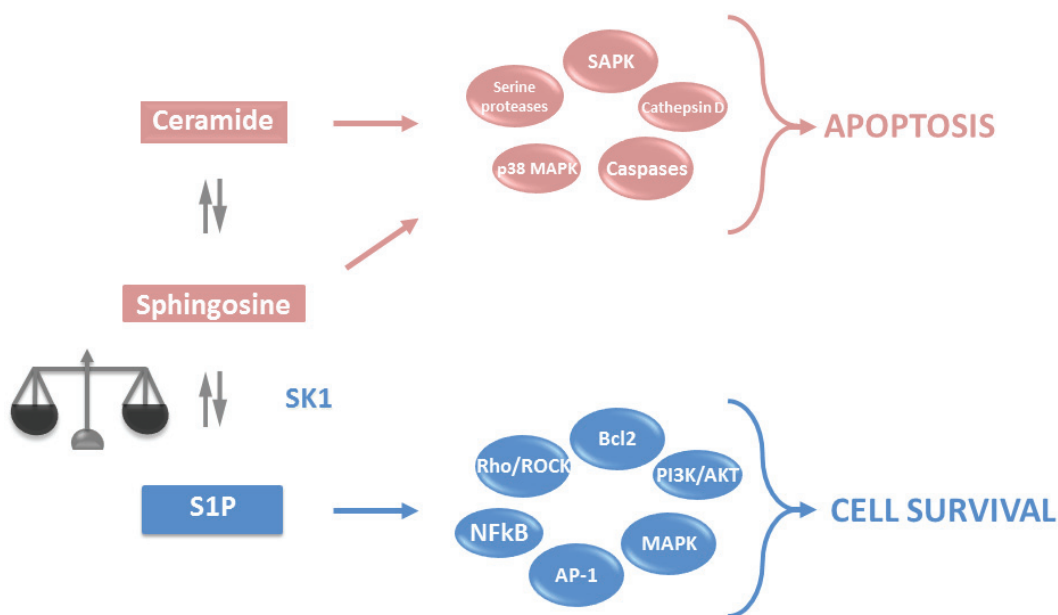 SAPK
Serine
proteases
Cathepsin D
Ceramide
APOPTOSIS
p38 MAPK
Caspases
Sphingosine
SK1
Bcl2
Rho/ROCK
PI3K/AKT
S1P
CELL SURVIVAL
NFkB
MAPK
AP-1